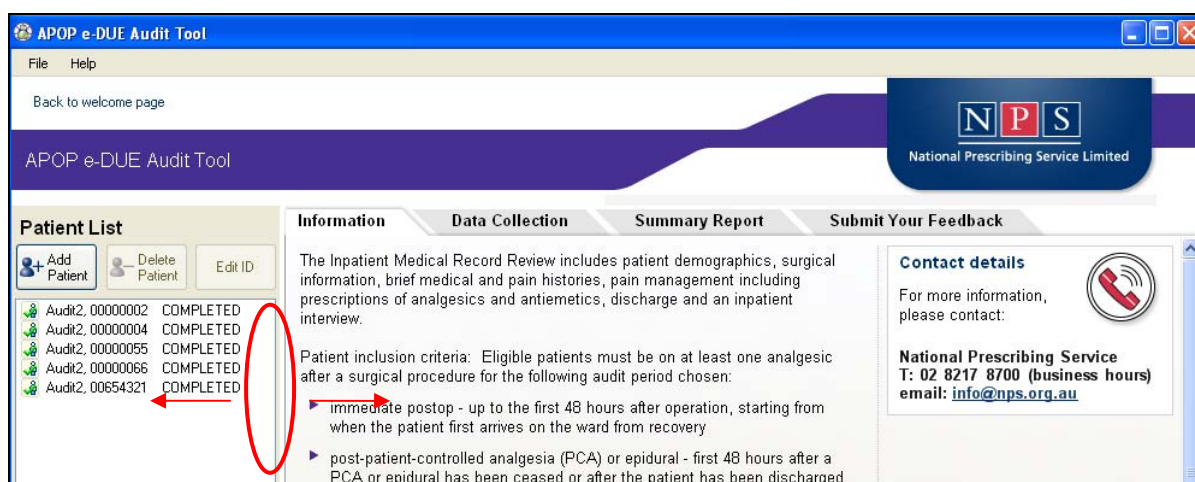 APOP e-DUE Audit Tool
File Help
Back to welcome page
APOP e-DUE Audit Tool
NPS
National Prescribing Service Limited
Patient List
Add Patient
Delete Patient
Edit ID
Audit2, 00000002 COMPLETED
Audit2, 00000004 COMPLETED
Audit2, 00000055 COMPLETED
Audit2, 00000066 COMPLETED
Audit2, 00654321 COMPLETED
Information Data Collection Summary Report Submit Your Feedback
The Inpatient Medical Record Review includes patient demographics, surgical
information, brief medical and pain histories, pain management including
prescriptions of analgesics and antiemetics, discharge and an inpatient
interview.
Patient inclusion criteria: Eligible patients must be on at least one analgesic
after a surgical procedure for the following audit period chosen:
immediate postop - up to the first 48 hours after operation, starting from
when the patient first arrives on the ward from recovery
post-patient-controlled analgesia (PCA) or epidural - first 48 hours after a
PCA or epidural has been ceased or after the patient has been discharged
Contact details
For more information,
please contact:
National Prescribing Service
T: 02 8217 8700 (business hours)
email: info@nps.org.au